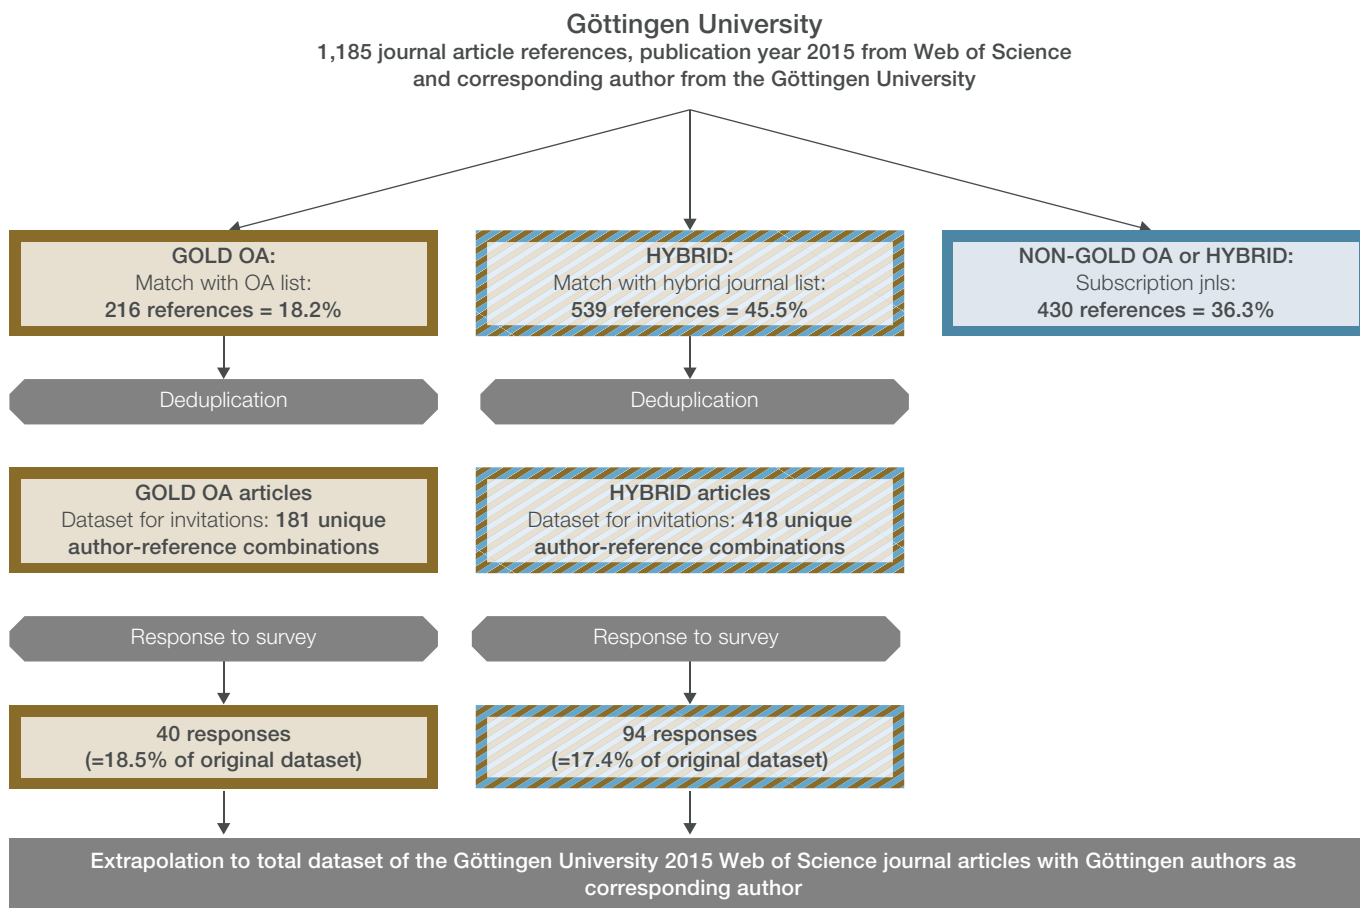 Göttingen University
1,185 journal article references, publication year 2015 from Web of Science
and corresponding author from the Göttingen University
GOLD OA:
Match with OA list:
216 references = 18.2%
HYBRID:
Match with hybrid journal list:
539 references = 45.5%
NON-GOLD OA or HYBRID:
Subscription jnls:
430 references = 36.3%
Deduplication
Deduplication
GOLD OA articles
Dataset for invitations: 181 unique
author-reference combinations
HYBRID articles
Dataset for invitations: 418 unique
author-reference combinations
Response to survey
Response to survey
40 responses
(=18.5% of original dataset)
94 responses
(=17.4% of original dataset)
Extrapolation to total dataset of the Göttingen University 2015 Web of Science journal articles with Göttingen authors as
corresponding author